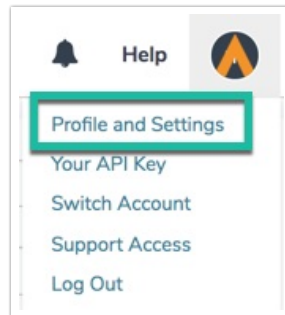 Help
Profile and Settings
Your API Key
Switch Account
Support Access
Log Out